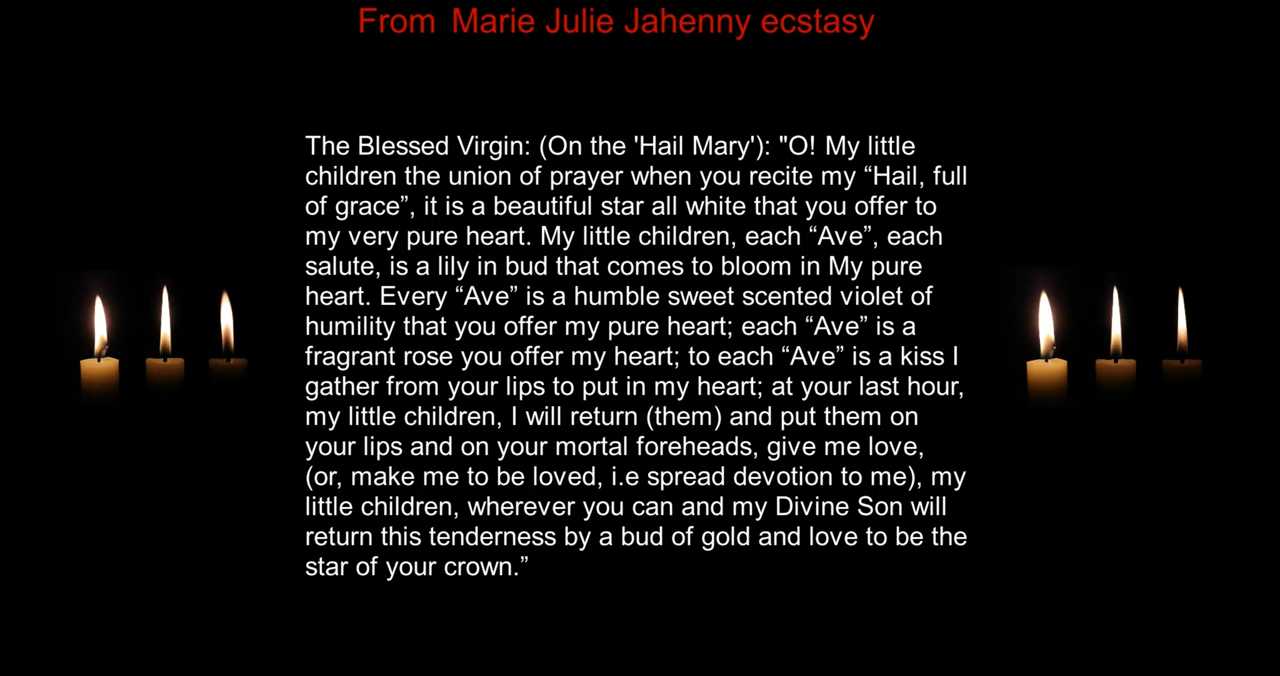 From Marie Julie Jahenny ecstasy
The Blessed Virgin: (On the 'Hail Mary'): "O! My little
children the union of prayer when you recite my “Hail, full
of grace”, it is a beautiful star all white that you offer to
my very pure heart. My little children, each “Ave”, each
salute, is a lily in bud that comes to bloom in My pure
heart. Every “Ave” is a humble sweet scented violet of
humility that you offer my pure heart; each “Ave” is a
fragrant rose you offer my heart; to each “Ave” is a kiss I
gather from your lips to put in my heart; at your last hour,
my little children, I will return (them) and put them on
your lips and on your mortal foreheads, give me love,
(or, make me to be loved, i.e spread devotion to me), my
little children, wherever you can and my Divine Son will
return this tenderness by a bud of gold and love to be the
star of your crown.”